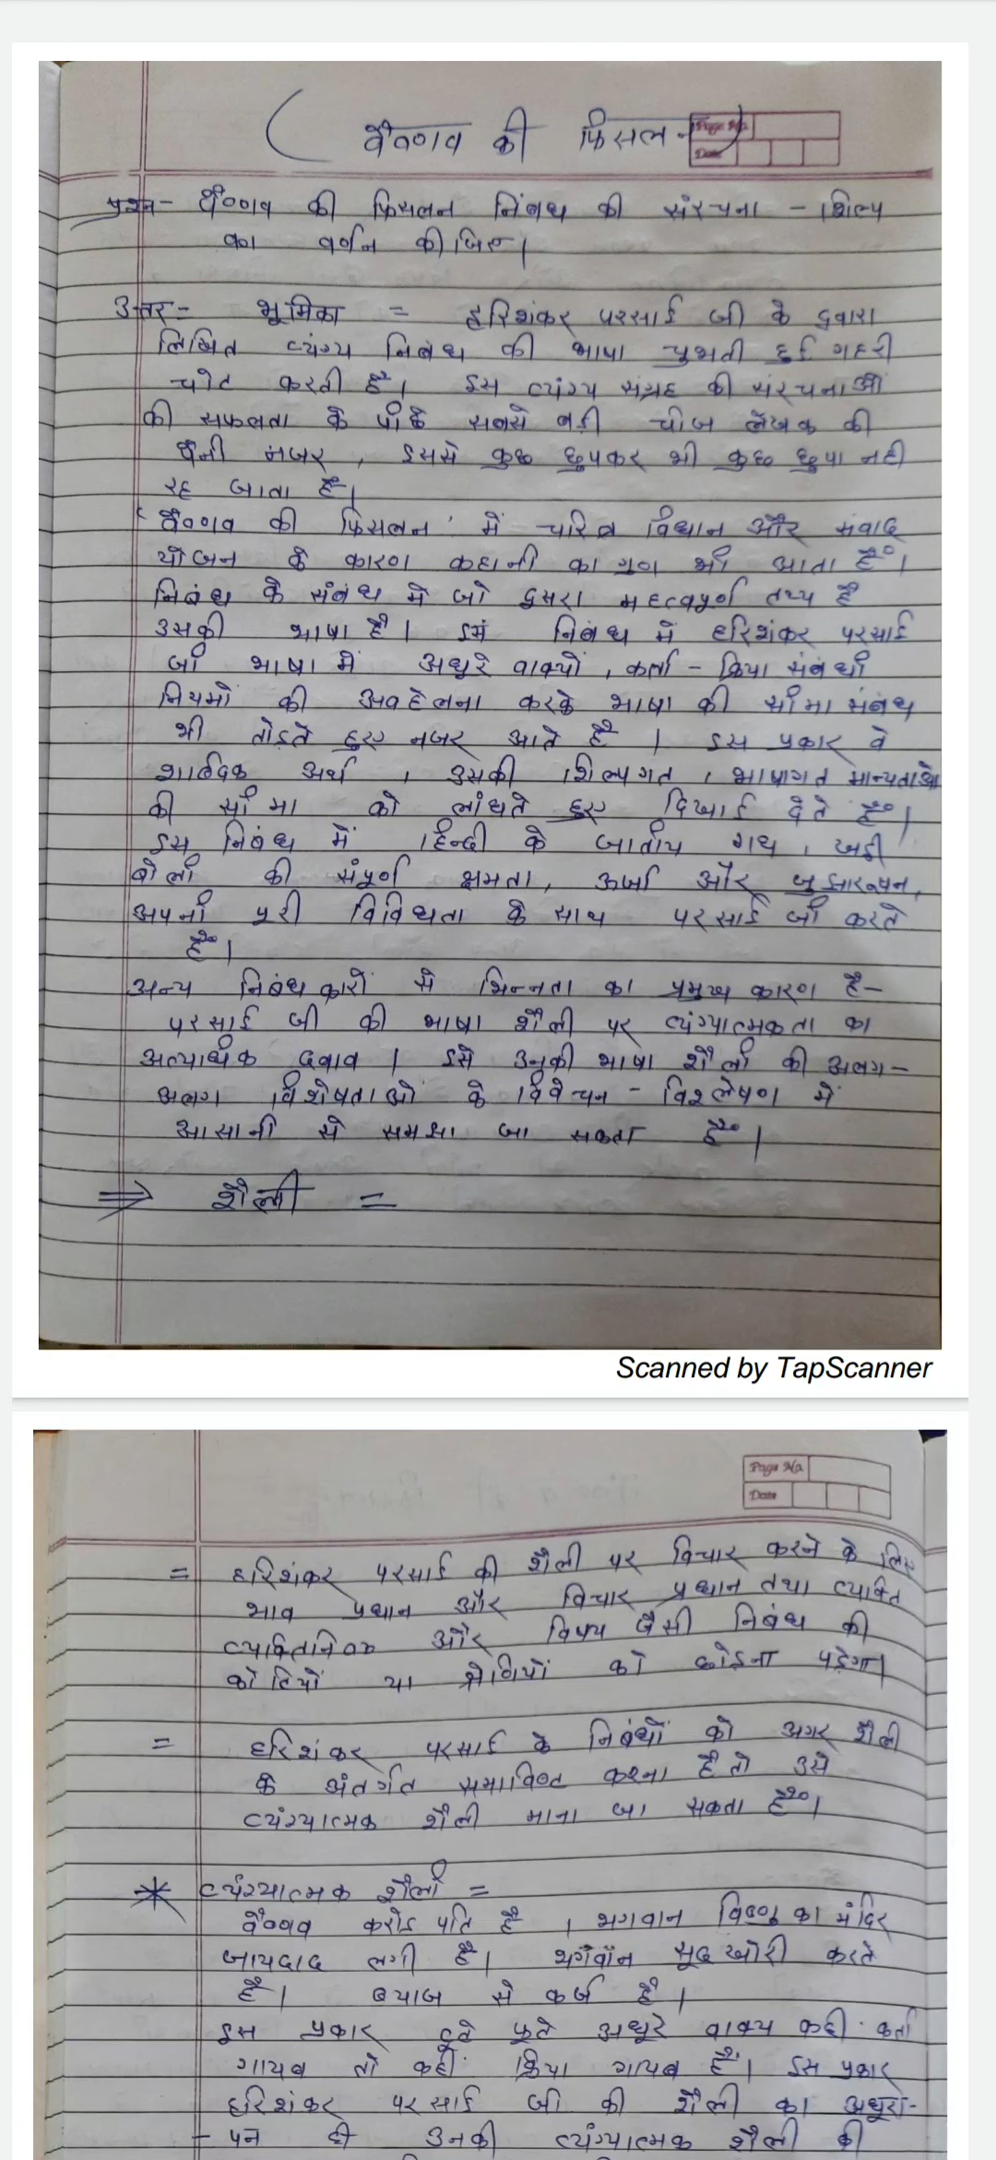 ( वैष्णव की फिसलन )
Page No.
Date
प्रश्न- वैष्णव की फिसलन निबंध की संरचना - शिल्प
का वर्णन कीजिए।
उत्तर:- भूमिका = हरिशंकर परसाई जी के दुवारा
लिखित व्यंग्य निबंध की भाषा चुभती हुई गहरी
चोट करती है। इस व्यंग्य संग्रह की संरचनाओं
की सफलता के पीछे सबसे बड़ी चीज लेखक की
पैनी नजर, इससे कुछ छुपकर भी कुछ छुपा नही
रह जाता है।
'वैष्णव की फिसलन' में चरित्र विधान और संवाद
योजन के कारण कहानी का गुण भी आता है।
निबंध के संबंध मे जो दुसरा महत्वपूर्ण तथ्य है
उसकी भाषा है। इस निबंध में हरिशंकर परसाई
जी भाषा में अधुरे वाक्यों, कर्ता - क्रिया संबंधी
नियमों की अवहेलना करके भाषा की सीमा संबंध
भी तोड़ते हुए नजर आते है। इस प्रकार वे
शाब्दिक अर्थ, उसकी शिल्पगत, भाषागत मान्यताओ
की सीमा को लांघते हुए दिखाई देते हैं।
इस निबंध में हिन्दी के जातीय गध, खड़ी
बोली की संपूर्ण क्षमता, ऊर्जा और जुझारूपन,
अपनी पूरी विविधता के साथ परसाई जी करते
हैं।
अन्य निबंधकारों से भिन्नता का प्रमुख कारण है-
परसाई जी की भाषा शैली पर व्यंग्यात्मकता का
अत्याधिक दबाव। इसे उनकी भाषा शैली की अलग-
अलग विशेषताओं के विवेचन - विश्लेषण में
आसानी से समझा जा सकता हैं।
⇒ शैली =
Scanned by TapScanner
Page No.
Date
= हरिशंकर परसाई की शैली पर विचार करने के लिए
भाव प्रधान और विचार प्रधान तथा व्यक्ति
व्यक्तिनिष्ठ और विषय जैसी निबंध की
कोटियों या श्रेणियों को छोडना पड़ेगा।
= हरिशंकर परसाई के निबंधों को अगर शैली
के अंतर्गत समाविष्ट करना है तो उसे
व्यंग्यात्मक शैली माना जा सकता है।
* व्यंग्यात्मक शैली =
वैष्णव करोड पति है, भगवान विष्णु का मंदिर
जायदाद लगी है। भगवान सूद खोरी करते
है। ब्याज से कर्ज है।
इस प्रकार टूटे फूटे अधूरे वाक्य कही कर्ता
गायब तो कही क्रिया गायब है। इस प्रकार
हरिशंकर परसाई जी की शैली का अधूरा-
- पन ही उनकी व्यंग्यात्मक शैली की